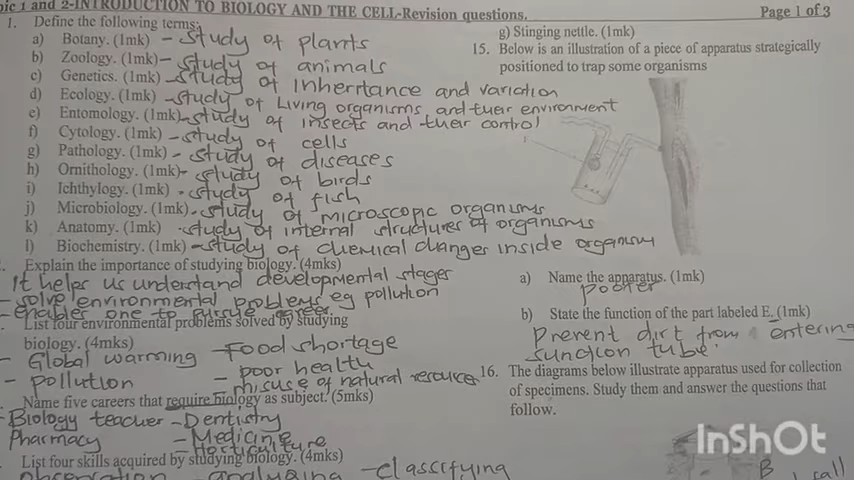 pic 1 and 2-INTRODUCTION TO BIOLOGY AND THE CELL-Revision questions.
Page 1 of 3
1. Define the following terms:
a) Botany. (1mk) – study of plants
b) Zoology. (1mk) – study of animals
c) Genetics. (1mk) – study of inheritance and variation
d) Ecology. (1mk) – study of Living organisms and their environment
e) Entomology. (1mk) – study of insects and their control
f) Cytology. (1mk) – study of cells
g) Pathology. (1mk) – study of diseases
h) Ornithology. (1mk) – study of birds
i) Ichthylogy. (1mk) - study of fish
j) Microbiology. (1mk) - study of microscopic organisms
k) Anatomy. (1mk) - study of internal structures of organisms
l) Biochemistry. (1mk) – study of chemical changes inside organism
Explain the importance of studying biology. (4mks)
It helps us understand developmental stages
– solve environmental problems eg pollution
– enables one to pursue career
List four environmental problems solved by studying
biology. (4mks) – Food shortage
– Global warming – poor health
– pollution – misuse of natural resources
Name five careers that require biology as subject. (5mks)
– Biology teacher – Dentistry
Pharmacy – Medicine
– Horticulture
List four skills acquired by studying biology. (4mks)
observation – analysing – classifying
g) Stinging nettle. (1mk)
15. Below is an illustration of a piece of apparatus strategically
positioned to trap some organisms
a) Name the apparatus. (1mk)
pooter
b) State the function of the part labeled E. (1mk)
Prevent dirt from entering
sunction tube.
16. The diagrams below illustrate apparatus used for collection
of specimens. Study them and answer the questions that
follow.
B
InShOt